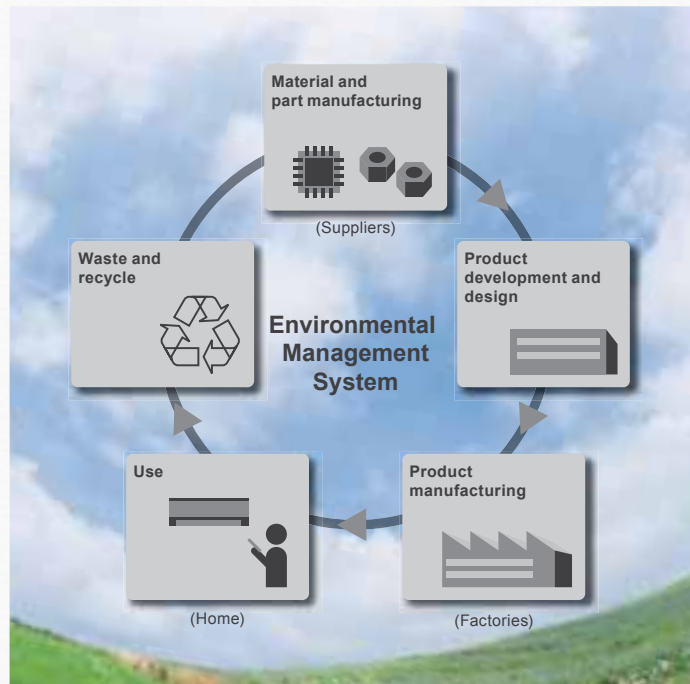 Material and
part manufacturing
(Suppliers)
Waste and
recycle
Product
development and
design
Environmental
Management
System
Use
(Home)
Product
manufacturing
(Factories)